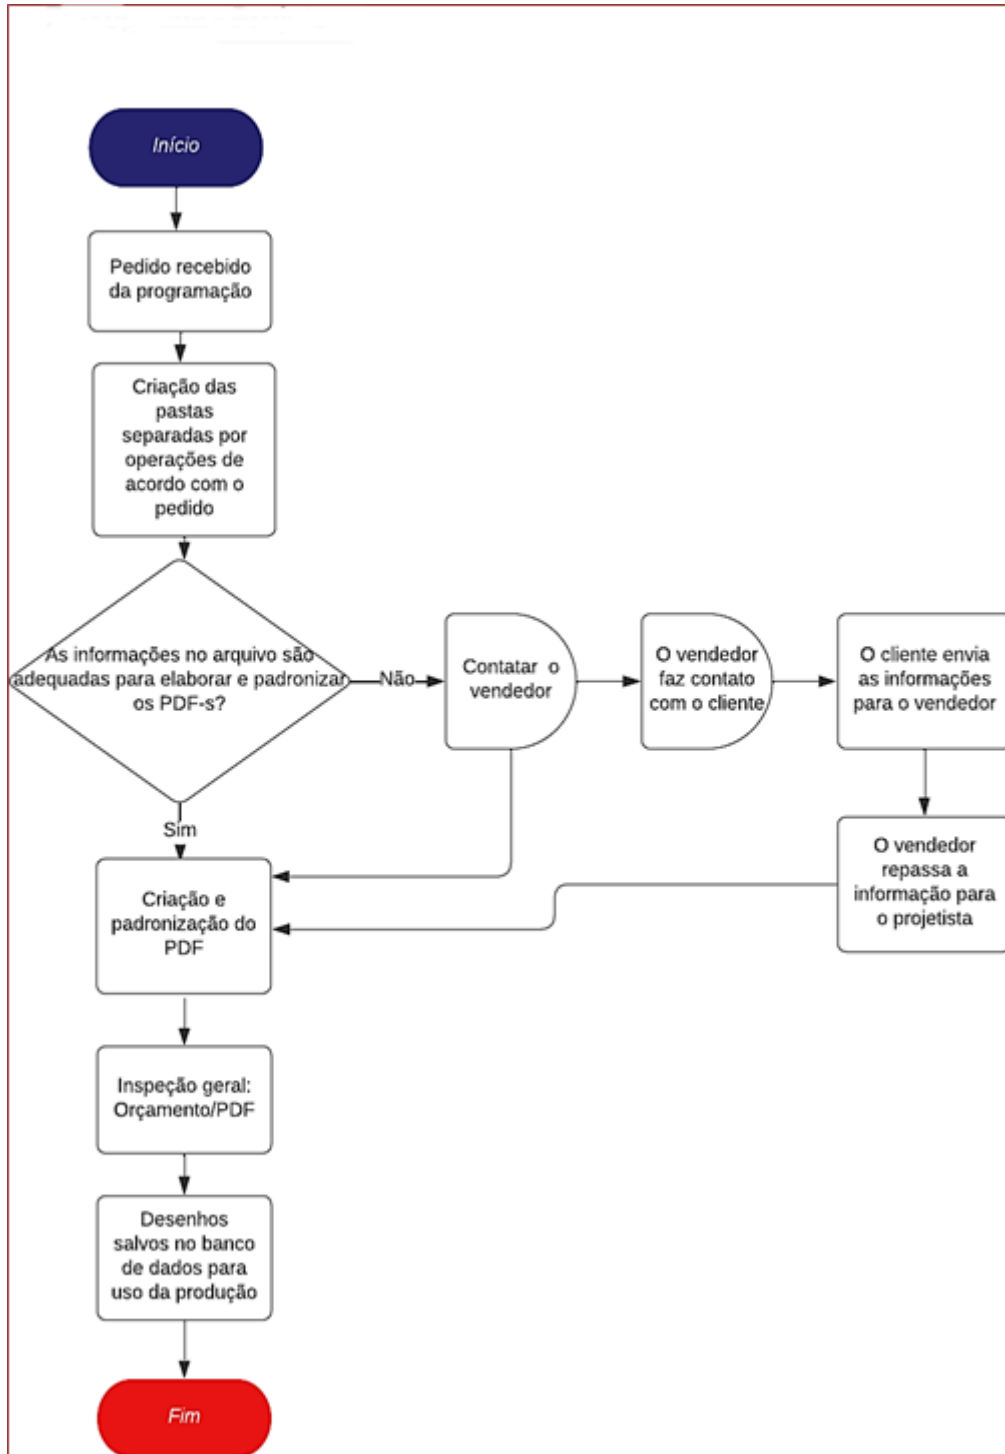 Início
Pedido recebido
da programação
Criação das
pastas
separadas por
operações de
acordo com o
pedido
As informações no arquivo são
adequadas para elaborar e padronizar
os PDF-s?
Não
Contatar o
vendedor
O vendedor
faz contato
com o cliente
O cliente envia
as informações
para o vendedor
O vendedor
repassa a
informação para
o projetista
Sim
Criação e
padronização do
PDF
Inspeção geral:
Orçamento/PDF
Desenhos
salvos no banco
de dados para
uso da produção
Fim